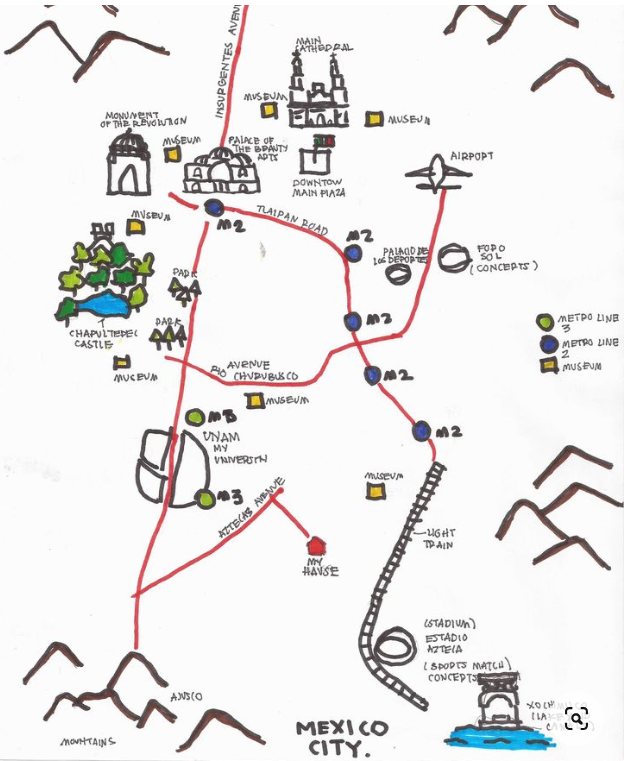 INSURGENTES AVEN
MAIN
CATHEDRAL
MUSEUM
MUSEUM
MONUMENT
OF THE REVOLUTION
MUSEUM
PALACE OF
THE BEAUTY
ARTS
DOWNTOW
MAIN PLAZA
AIRPORT
M2
TLALPAN ROAD
M2
MUSEUM
PALACIO DE
LOS DEPORTES
FORO
SOL
(CONCERTS)
PARK
CHAPULTEPEC
CASTLE
PARK
M2
METRO LINE
3
METRO LINE
2
MUSEUM
MUSEUM
RIO AVENUE
CHURUBUSCO
M2
MUSEUM
M3
UNAM
MY
UNIVERSITY
M2
M3
AZTECAS AVENUE
MUSEUM
LIGHT
TRAIN
MY
HAUSE
(STADIUM)
ESTADIO
AZTECA
(SPORTS MATCH)
CONCERTS
AJUSCO
MOUNTAINS
MEXICO
CITY.